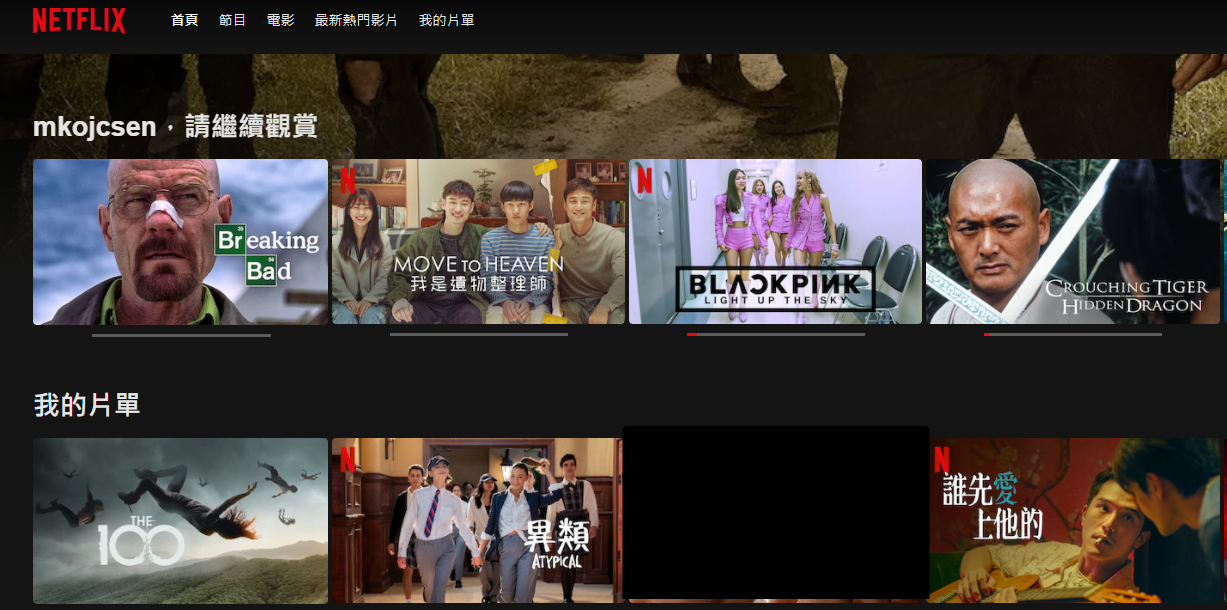 NETFLIX
首頁 節目 電影 最新熱門影片 我的片單
mkojcsen,請繼續觀賞
35
Breaking
56
Bad
N
MOVE TO HEAVEN
我是遺物整理師
N
BLACKPINK
LIGHT UP THE SKY
CROUCHING TIGER
HIDDEN DRAGON
我的片單
THE
100
N
異類
ATYPICAL
N
誰先愛
上他的